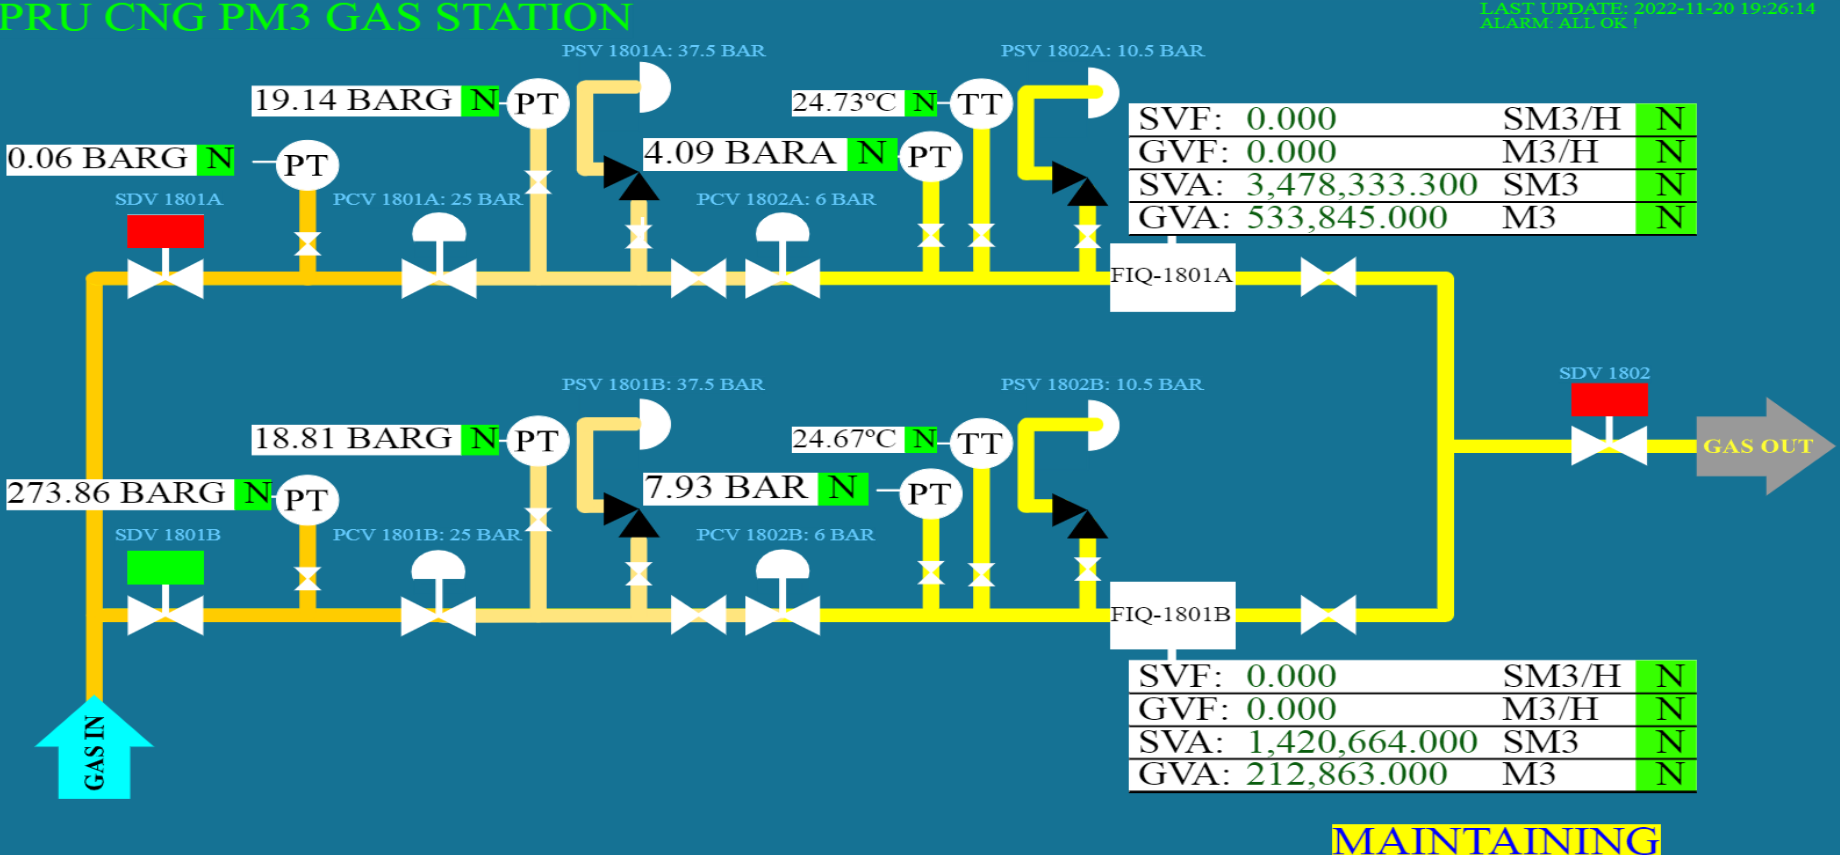 PRU CNG PM3 GAS STATION
LAST UPDATE: 2022-11-20 19:26:14
ALARM: ALL OK !
PSV 1801A: 37.5 BAR
PSV 1802A: 10.5 BAR
19.14 BARG N PT
24.73ºC N TT
0.06 BARG N PT
4.09 BARA N PT
SDV 1801A
PCV 1801A: 25 BAR
PCV 1802A: 6 BAR
SVF: 0.000 SM3/H N
GVF: 0.000 M3/H N
SVA: 3,478,333.300 SM3 N
GVA: 533,845.000 M3 N
FIQ-1801A
PSV 1801B: 37.5 BAR
PSV 1802B: 10.5 BAR
SDV 1802
GAS OUT
18.81 BARG N PT
24.67ºC N TT
273.86 BARG N PT
7.93 BAR N PT
SDV 1801B
PCV 1801B: 25 BAR
PCV 1802B: 6 BAR
FIQ-1801B
SVF: 0.000 SM3/H N
GVF: 0.000 M3/H N
SVA: 1,420,664.000 SM3 N
GVA: 212,863.000 M3 N
GAS IN
MAINTAINING